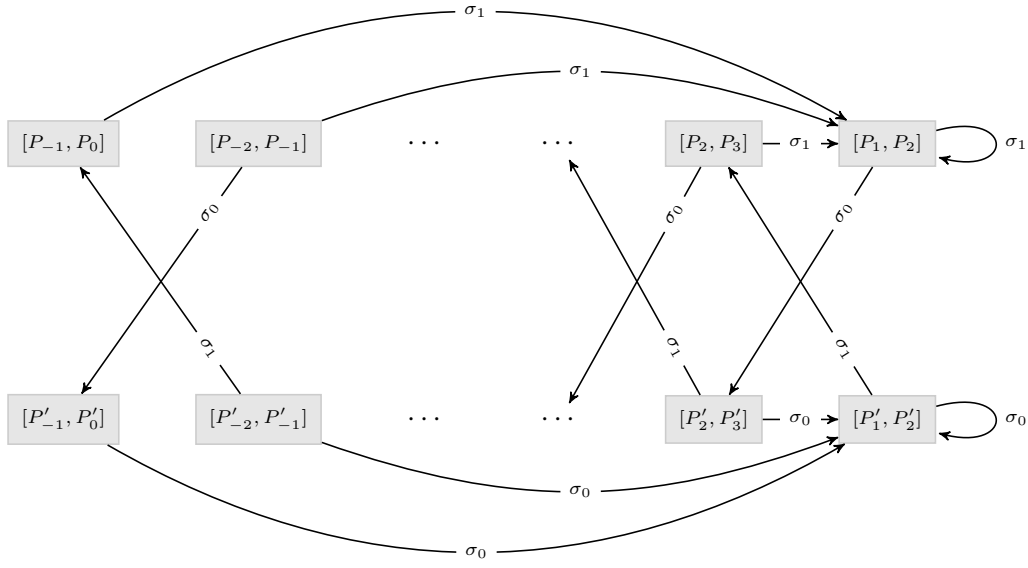 σ₁
σ₁
[P₋₁, P₀] [P₋₂, P₋₁] ··· ··· [P₂, P₃] σ₁ [P₁, P₂] σ₁
σ₀ σ₀ σ₀
σ₁ σ₁ σ₁
[P′₋₁, P′₀] [P′₋₂, P′₋₁] ··· ··· [P′₂, P′₃] σ₀ [P′₁, P′₂] σ₀
σ₀
σ₀